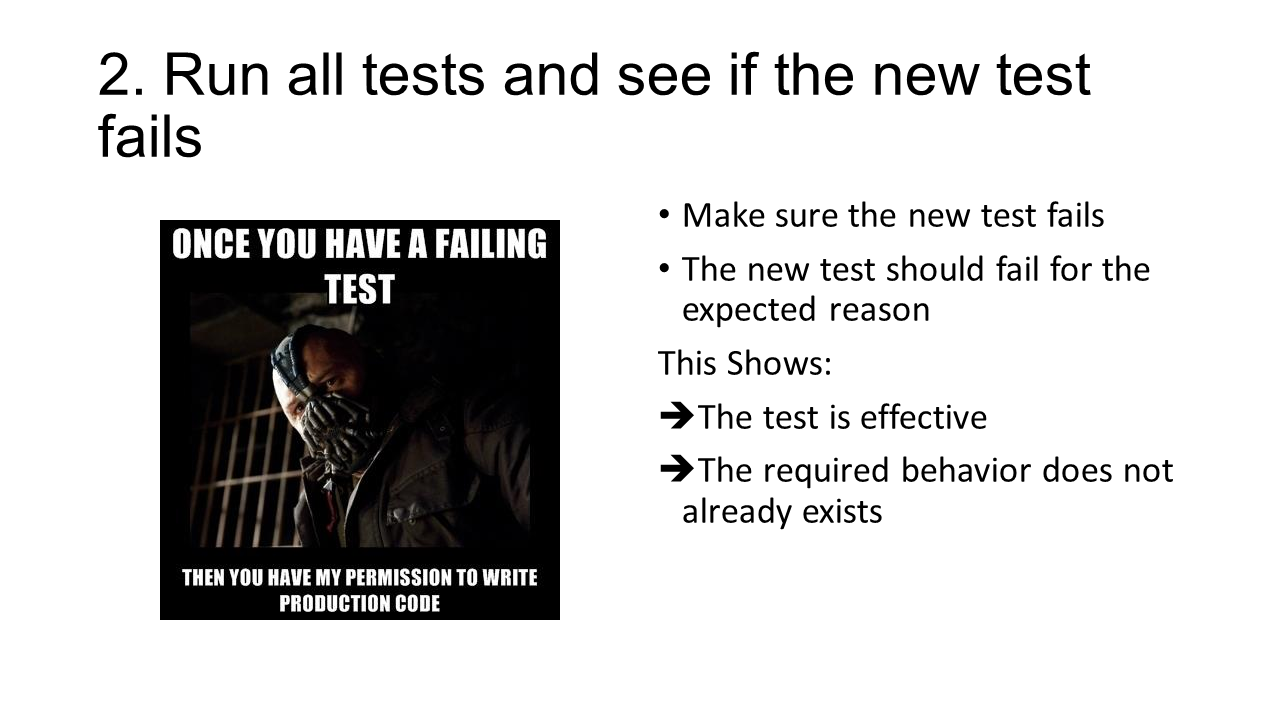 2. Run all tests and see if the new test
fails
ONCE YOU HAVE A FAILING
TEST
THEN YOU HAVE MY PERMISSION TO WRITE
PRODUCTION CODE
• Make sure the new test fails
• The new test should fail for the
expected reason
This Shows:
➔The test is effective
➔The required behavior does not
already exists